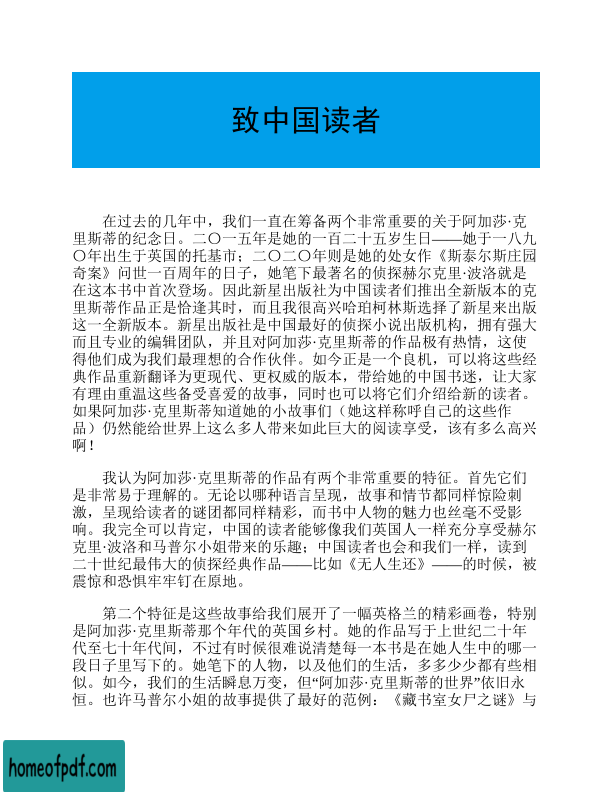 致中国读者
在过去的几年中，我们一直在筹备两个非常重要的关于阿加莎·克
里斯蒂的纪念日。二〇一五年是她的一百二十五岁生日——她于一八九
〇年出生于英国的托基市；二〇二〇年则是她的处女作《斯泰尔斯庄园
奇案》问世一百周年的日子，她笔下最著名的侦探赫尔克里·波洛就是
在这本书中首次登场。因此新星出版社为中国读者们推出全新版本的克
里斯蒂作品正是恰逢其时，而且我很高兴哈珀柯林斯选择了新星来出版
这一全新版本。新星出版社是中国最好的侦探小说出版机构，拥有强大
而且专业的编辑团队，并且对阿加莎·克里斯蒂的作品极有热情，这使
得他们成为我们最理想的合作伙伴。如今正是一个良机，可以将这些经
典作品重新翻译为更现代、更权威的版本，带给她的中国书迷，让大家
有理由重温这些备受喜爱的故事，同时也可以将它们介绍给新的读者。
如果阿加莎·克里斯蒂知道她的小故事们（她这样称呼自己的这些作
品）仍然能给世界上这么多人带来如此巨大的阅读享受，该有多么高兴
啊！
我认为阿加莎·克里斯蒂的作品有两个非常重要的特征。首先它们
是非常易于理解的。无论以哪种语言呈现，故事和情节都同样惊险刺
激，呈现给读者的谜团都同样精彩，而书中人物的魅力也丝毫不受影
响。我完全可以肯定，中国的读者能够像我们英国人一样充分享受赫尔
克里·波洛和马普尔小姐带来的乐趣；中国读者也会和我们一样，读到
二十世纪最伟大的侦探经典作品——比如《无人生还》——的时候，被
震惊和恐惧牢牢钉在原地。
第二个特征是这些故事给我们展开了一幅英格兰的精彩画卷，特别
是阿加莎·克里斯蒂那个年代的英国乡村。她的作品写于上世纪二十年
代至七十年代间，不过有时候很难说清楚每一本书是在她人生中的哪一
段日子里写下的。她笔下的人物，以及他们的生活，多多少少都有些相
似。如今，我们的生活瞬息万变，但“阿加莎·克里斯蒂的世界”依旧永
恒。也许马普尔小姐的故事提供了最好的范例：《藏书室女尸之谜》与
homeofpdf.com